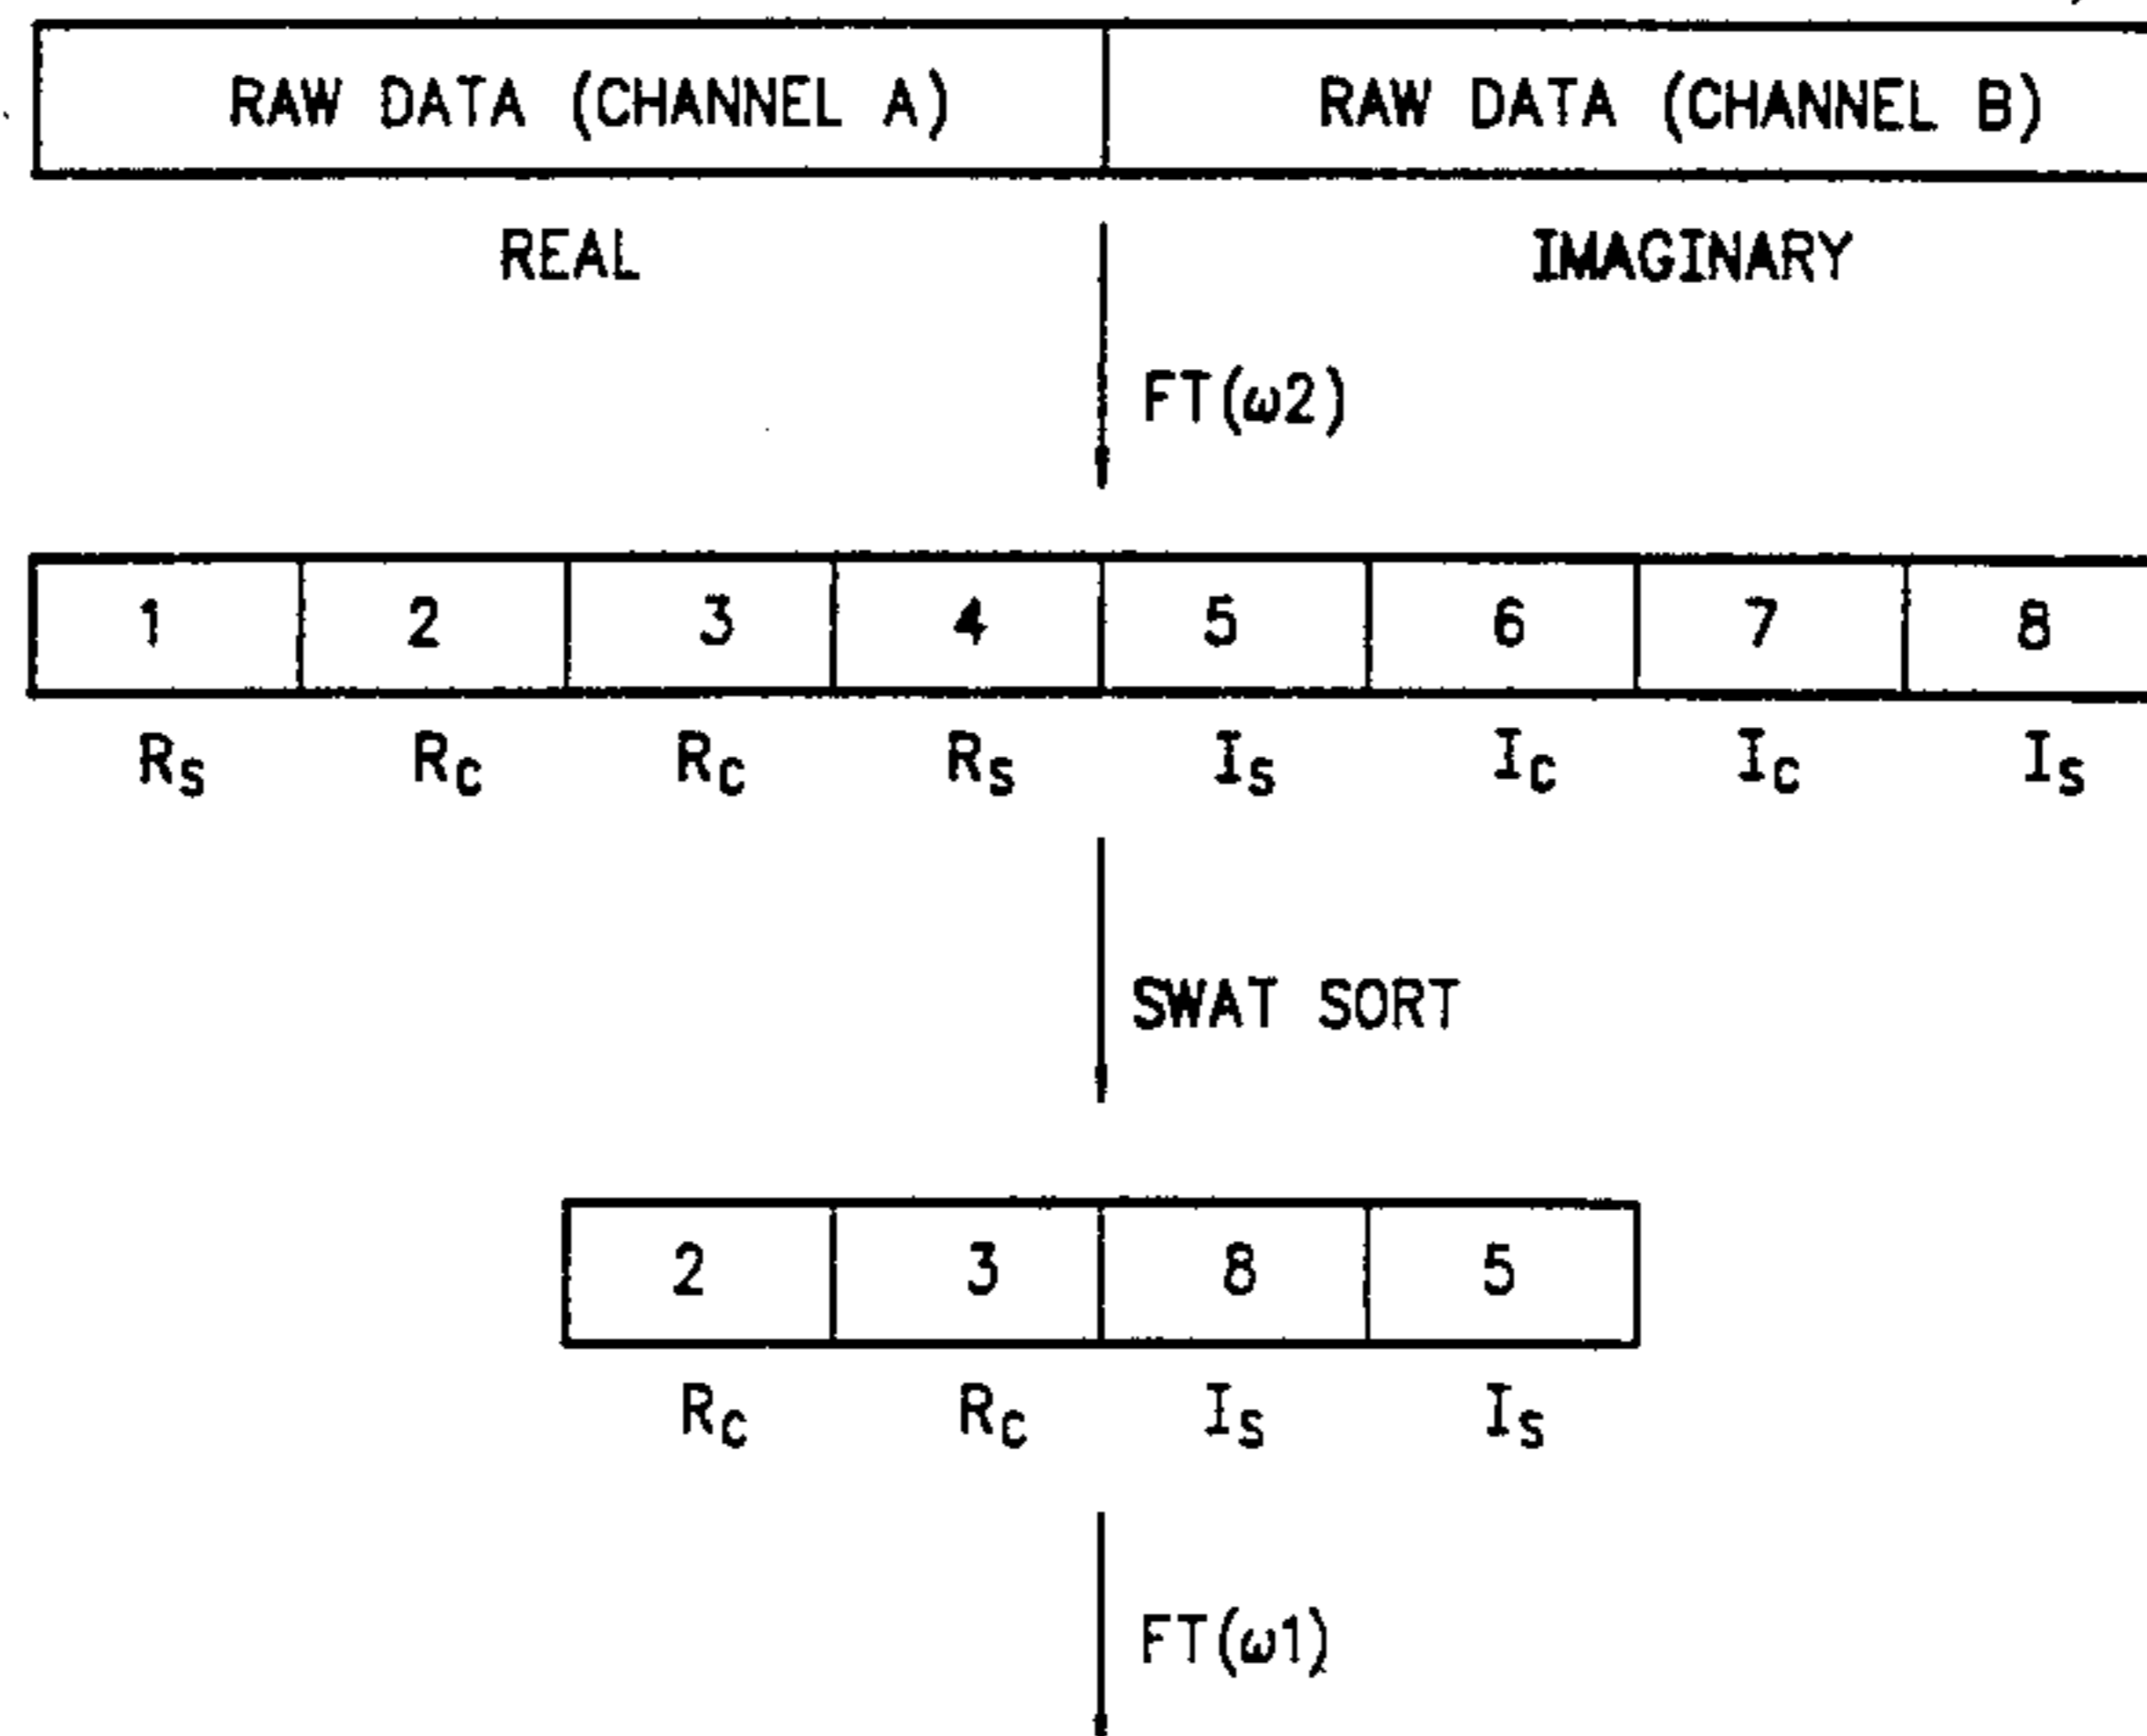 RAW DATA (CHANNEL A) RAW DATA (CHANNEL B)
REAL IMAGINARY
FT(ω2)
1 2 3 4 5 6 7 8
RS RC RC RS IS IC IC IS
SWAT SORT
2 3 8 5
RC RC IS IS
FT(ω1)